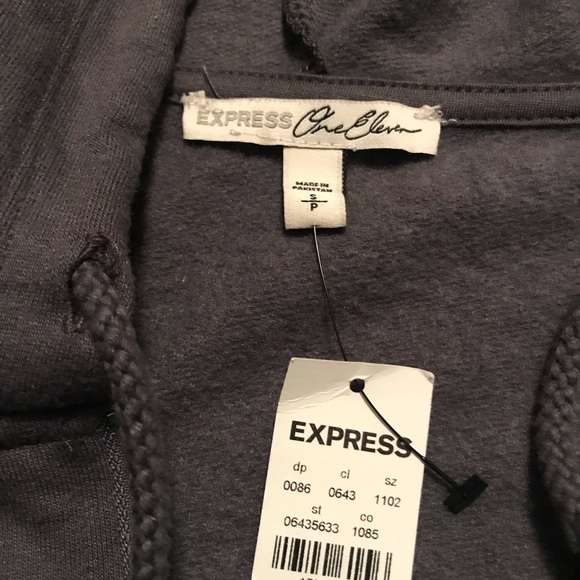 EXPRESS One Eleven
MADE IN
PAKISTAN
S
P
EXPRESS
dp cl sz
0086 0643 1102
st co
06435633 1085